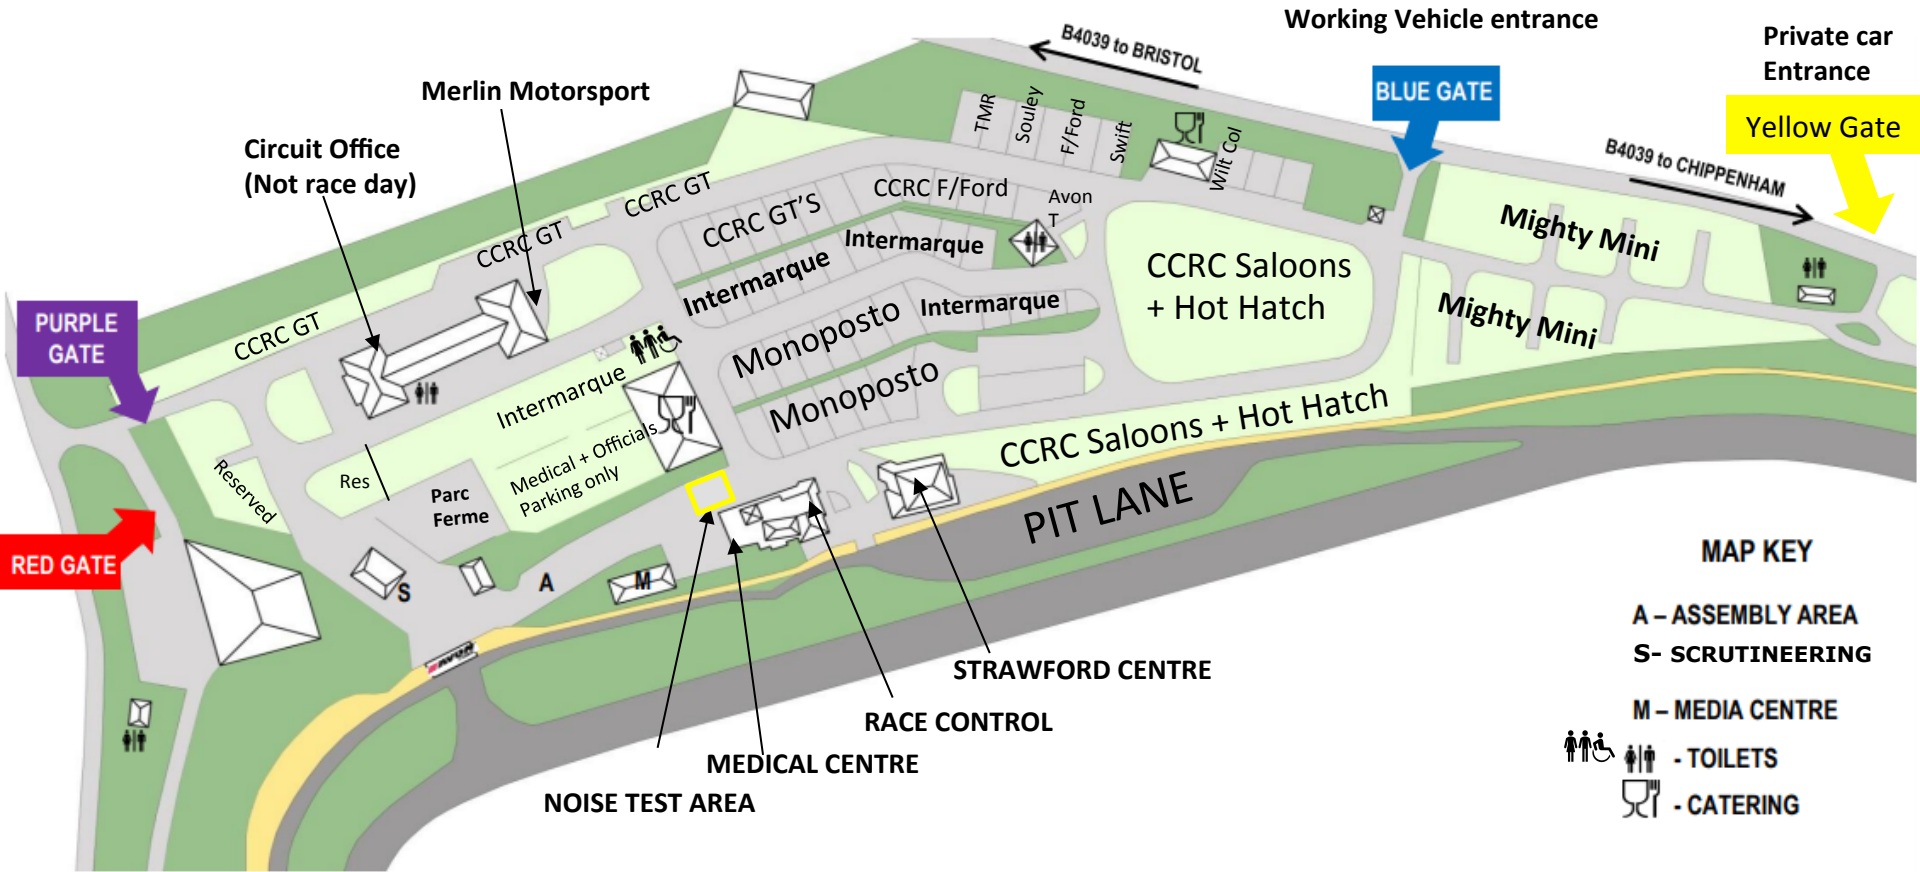 Working Vehicle entrance
B4039 to BRISTOL
Private car
Entrance
BLUE GATE
Yellow Gate
Merlin Motorsport
Circuit Office
(Not race day)
TMR
Souley
F/Ford
Swift
Wilt Col
B4039 to CHIPPENHAM
CCRC GT
CCRC GT
CCRC GT
CCRC GT
CCRC GT'S
CCRC F/Ford
Avon
T
Intermarque
Intermarque
Intermarque
Mighty Mini
Mighty Mini
CCRC Saloons
+ Hot Hatch
PURPLE
GATE
Monoposto
Monoposto
Intermarque
CCRC Saloons + Hot Hatch
Reserved
Res
Parc
Ferme
Medical + Officials
Parking only
PIT LANE
RED GATE
S
A
M
AVON
STRAWFORD CENTRE
RACE CONTROL
MEDICAL CENTRE
NOISE TEST AREA
MAP KEY
A – ASSEMBLY AREA
S- SCRUTINEERING
M – MEDIA CENTRE
- TOILETS
- CATERING